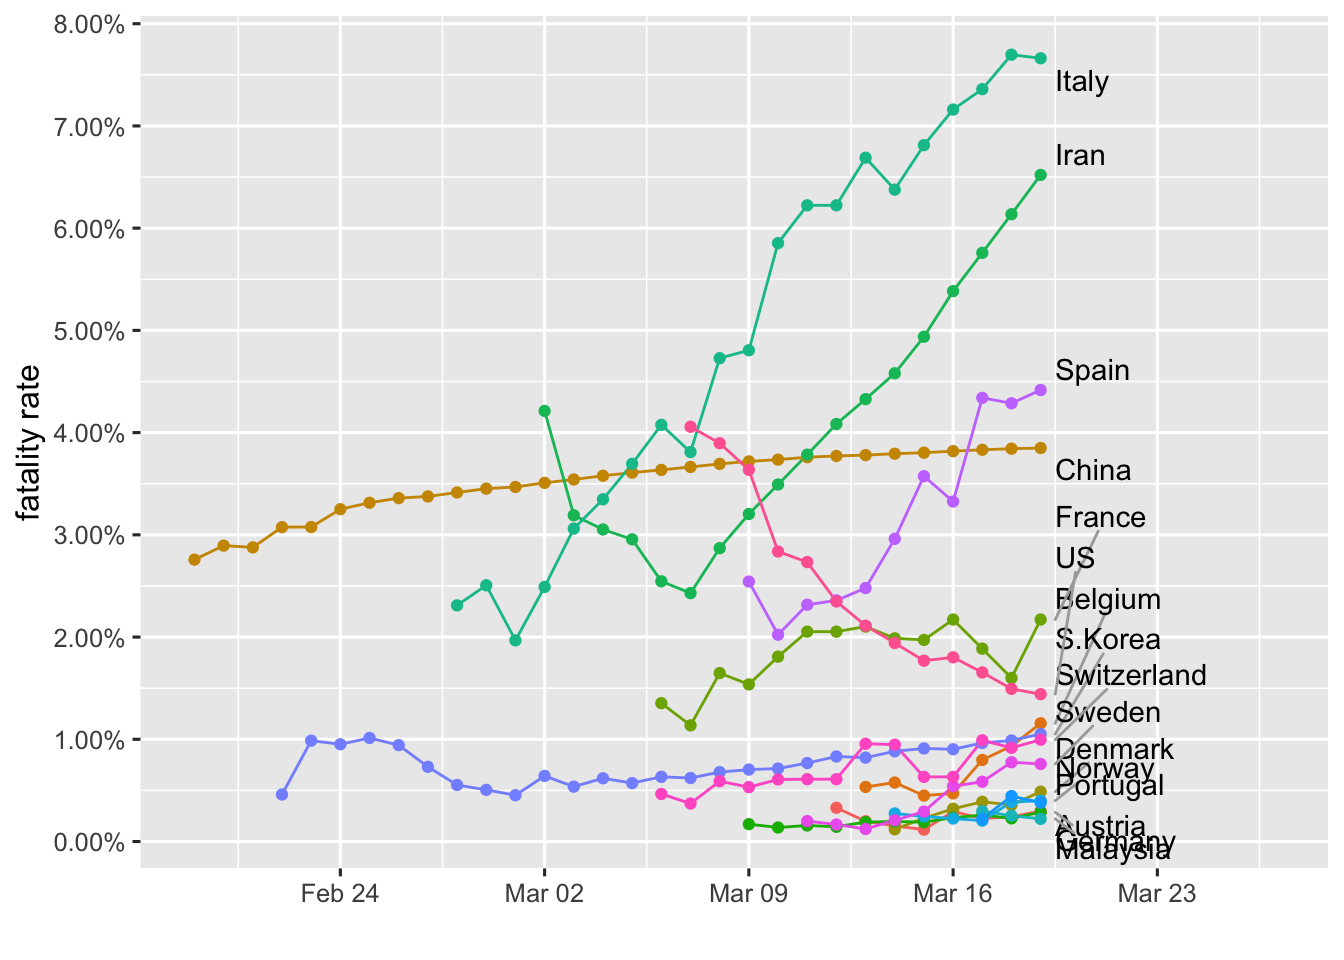 8.00%
7.00%
6.00%
5.00%
4.00%
3.00%
2.00%
1.00%
0.00%
fatality rate
Italy
Iran
Spain
China
France
US
Belgium
S.Korea
Switzerland
Sweden
Denmark
Norway
Portugal
Austria
Germany
Malaysia
Feb 24
Mar 02
Mar 09
Mar 16
Mar 23